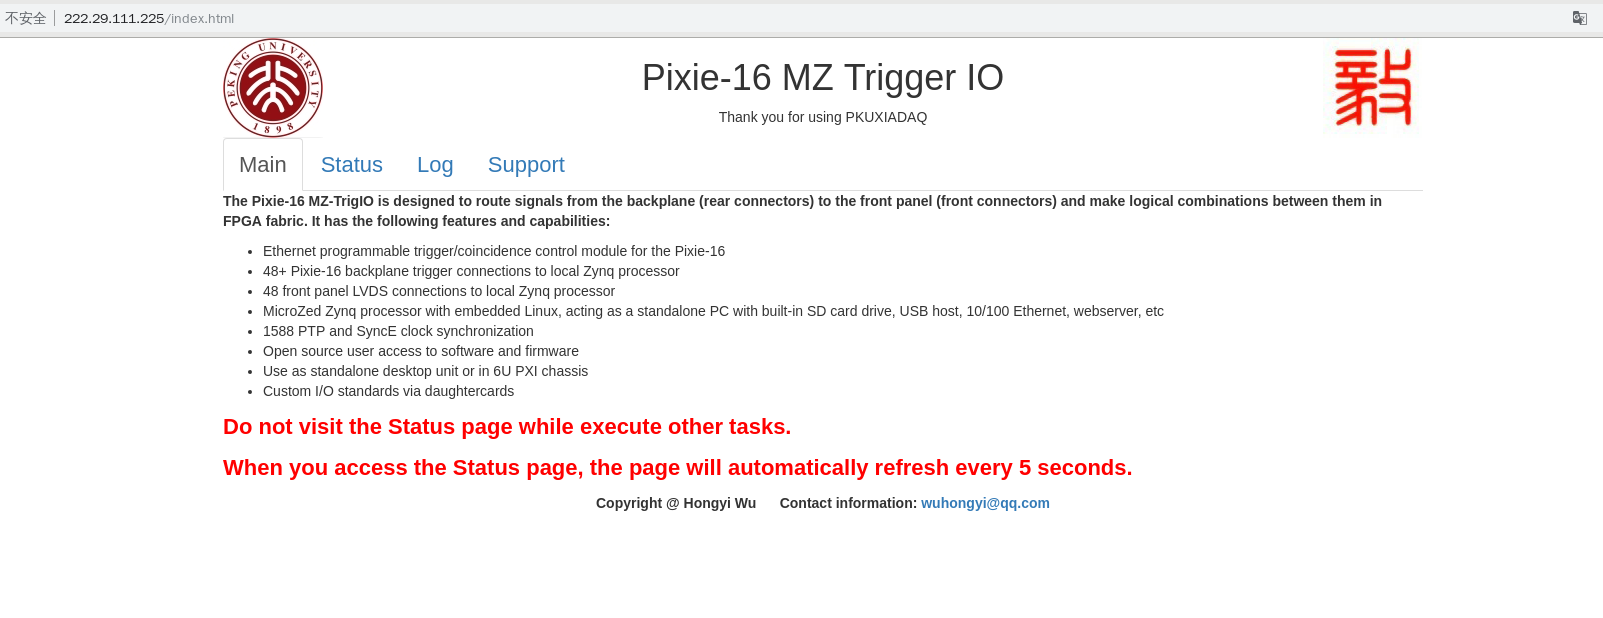 不安全 222.29.111.225/index.html
PEKING UNIVERSITY
1898
Pixie-16 MZ Trigger IO
Thank you for using PKUXIADAQ
毅
Main Status Log Support
The Pixie-16 MZ-TrigIO is designed to route signals from the backplane (rear connectors) to the front panel (front connectors) and make logical combinations between them in
FPGA fabric. It has the following features and capabilities:
• Ethernet programmable trigger/coincidence control module for the Pixie-16
• 48+ Pixie-16 backplane trigger connections to local Zynq processor
• 48 front panel LVDS connections to local Zynq processor
• MicroZed Zynq processor with embedded Linux, acting as a standalone PC with built-in SD card drive, USB host, 10/100 Ethernet, webserver, etc
• 1588 PTP and SyncE clock synchronization
• Open source user access to software and firmware
• Use as standalone desktop unit or in 6U PXI chassis
• Custom I/O standards via daughtercards
Do not visit the Status page while execute other tasks.
When you access the Status page, the page will automatically refresh every 5 seconds.
Copyright @ Hongyi Wu Contact information: wuhongyi@qq.com